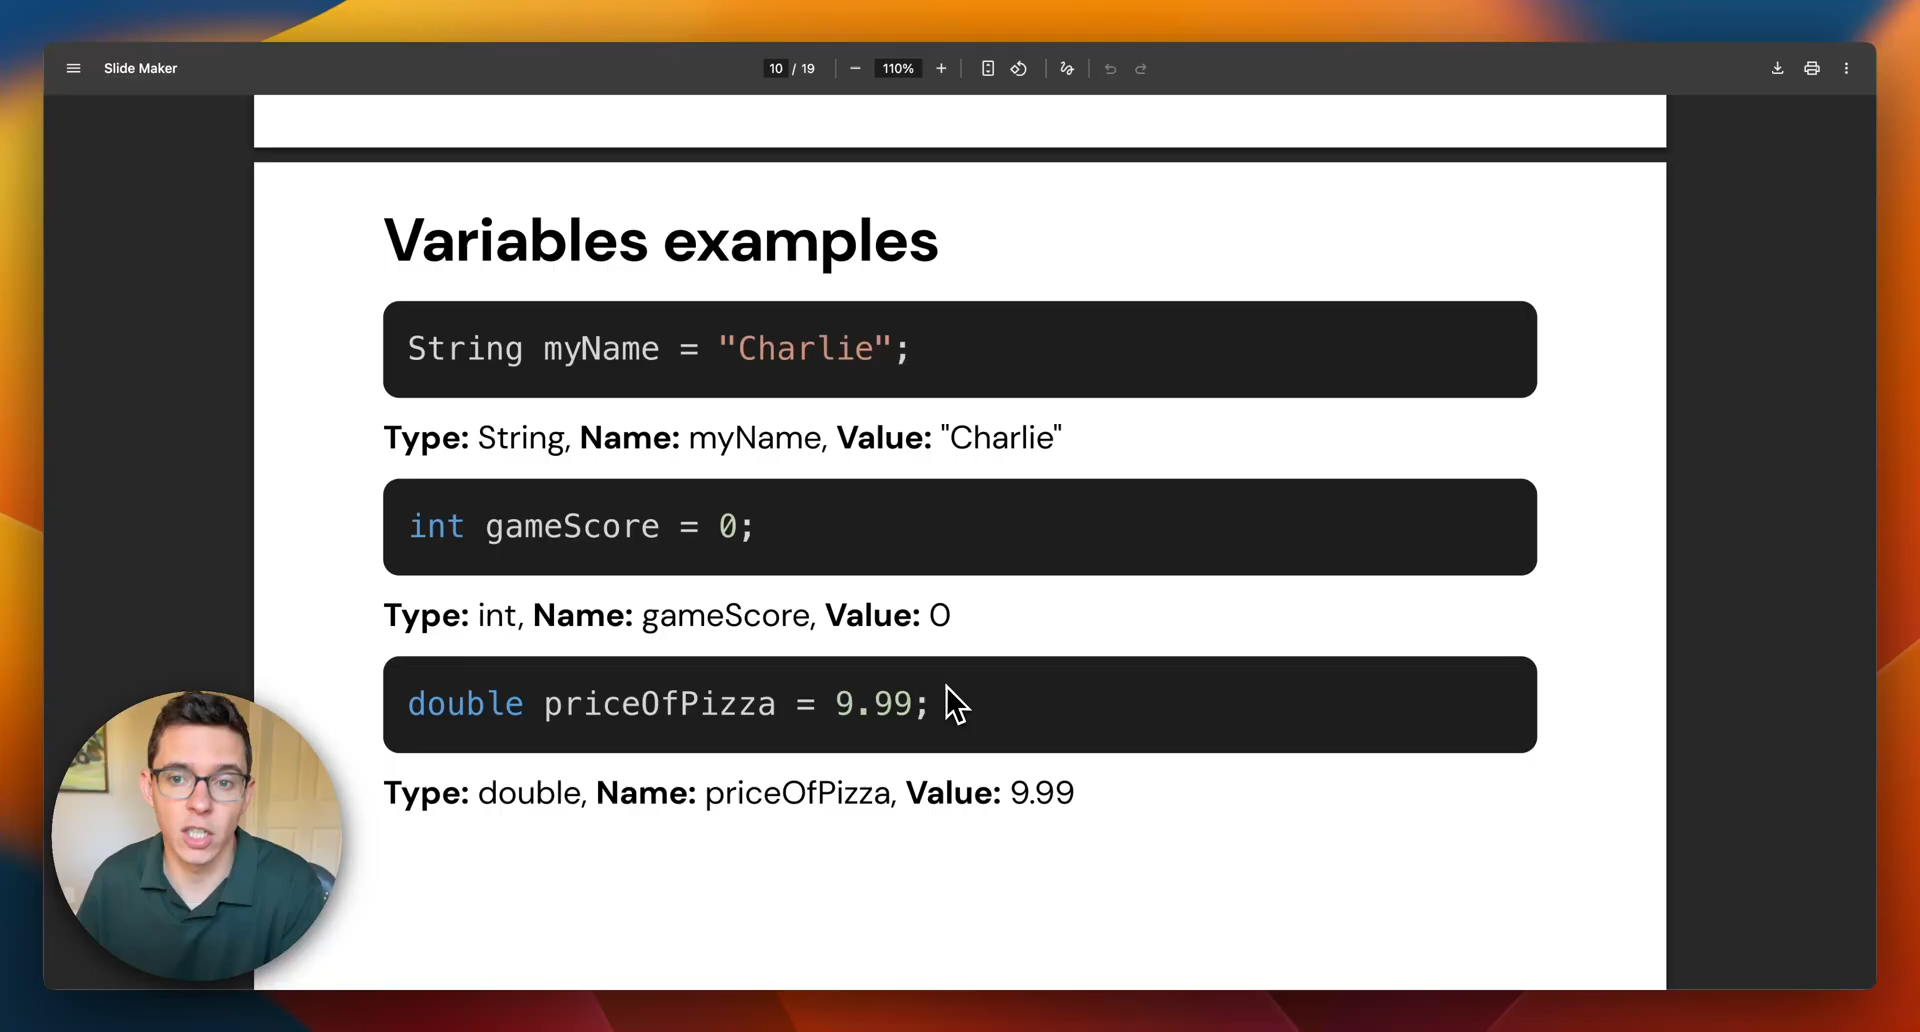 Slide Maker
10 / 19
110%
Variables examples
String myName = "Charlie";
Type: String, Name: myName, Value: "Charlie"
int gameScore = 0;
Type: int, Name: gameScore, Value: 0
double priceOfPizza = 9.99;
Type: double, Name: priceOfPizza, Value: 9.99